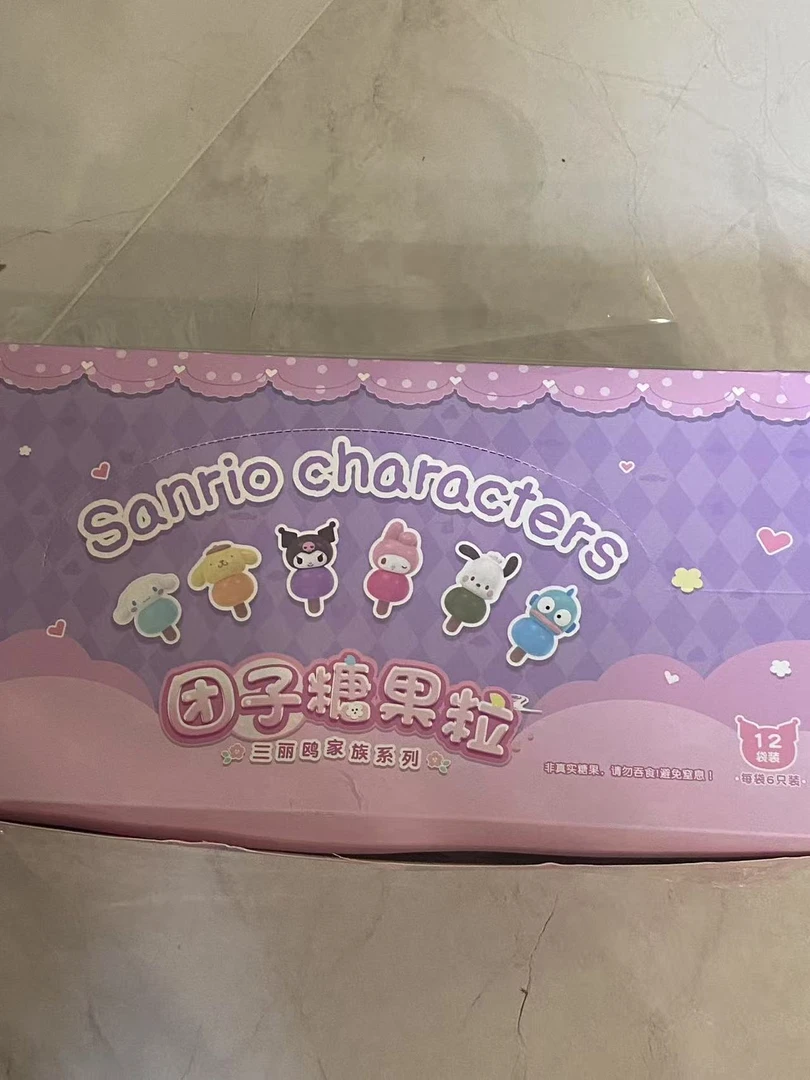 Sanrio characters
团子糖果粒
三丽鸥家族系列
非真实糖果，请勿吞食!避免窒息！
12
袋装
·每袋6只装·